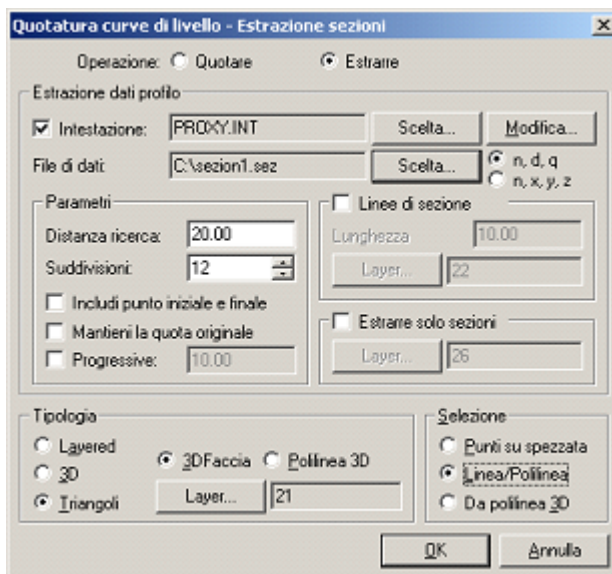 Quotatura curve di livello - Estrazione sezioni
Operazione: Quotare Estrarre
Estrazione dati profilo
Intestazione: PROXY.INT Scelta... Modifica...
File di dati: C:\sezion1.sez Scelta... n, d, q
n, x, y, z
Parametri
Distanza ricerca: 20.00
Suddivisioni: 12
Includi punto iniziale e finale
Mantieni la quota originale
Progressive: 10.00
Linee di sezione
Lunghezza 10.00
Layer... 22
Estrarre solo sezioni
Layer... 26
Tipologia
Layered
3D
Triangoli
3DFaccia Polilinea 3D
Layer... 21
Selezione
Punti su spezzata
Linea/Polilinea
Da polilinea 3D
OK Annulla